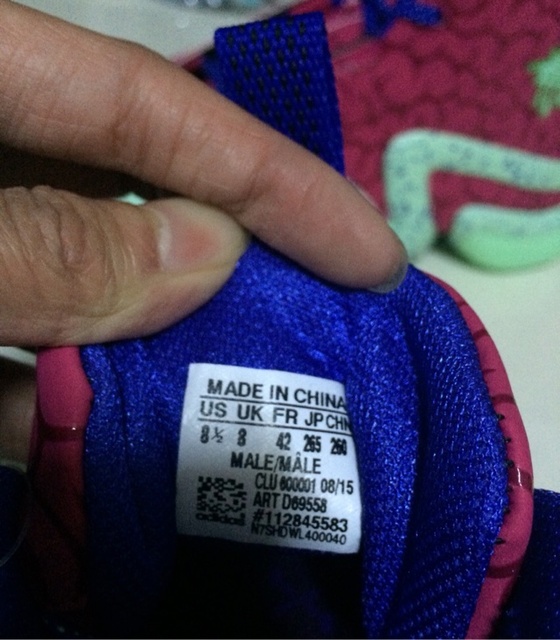 MADE IN CHINA
US UK FR JP CHN
8½ 8 42 265 260
MALE/MÂLE
CLU 600001 08/15
ART D69558
#112845583
adidas N7SHDWL400040